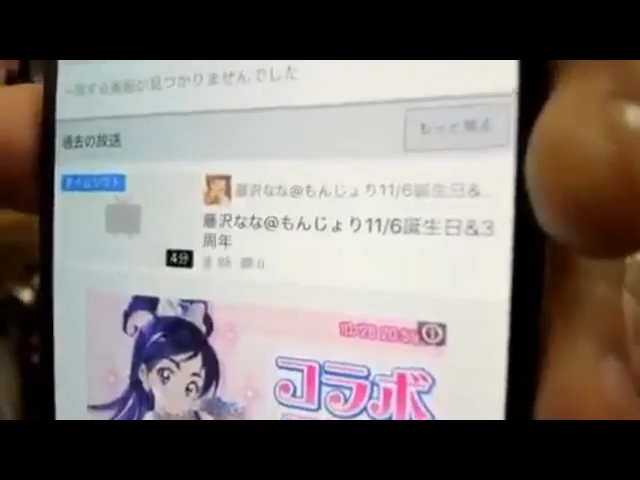 一致する番組が見つかりませんでした
過去の放送
もっと見る
タイムシフト
藤沢なな@もんじょり11/6誕生日&...
藤沢なな@もんじょり11/6誕生日&3
周年
4分
88 0
コラボ